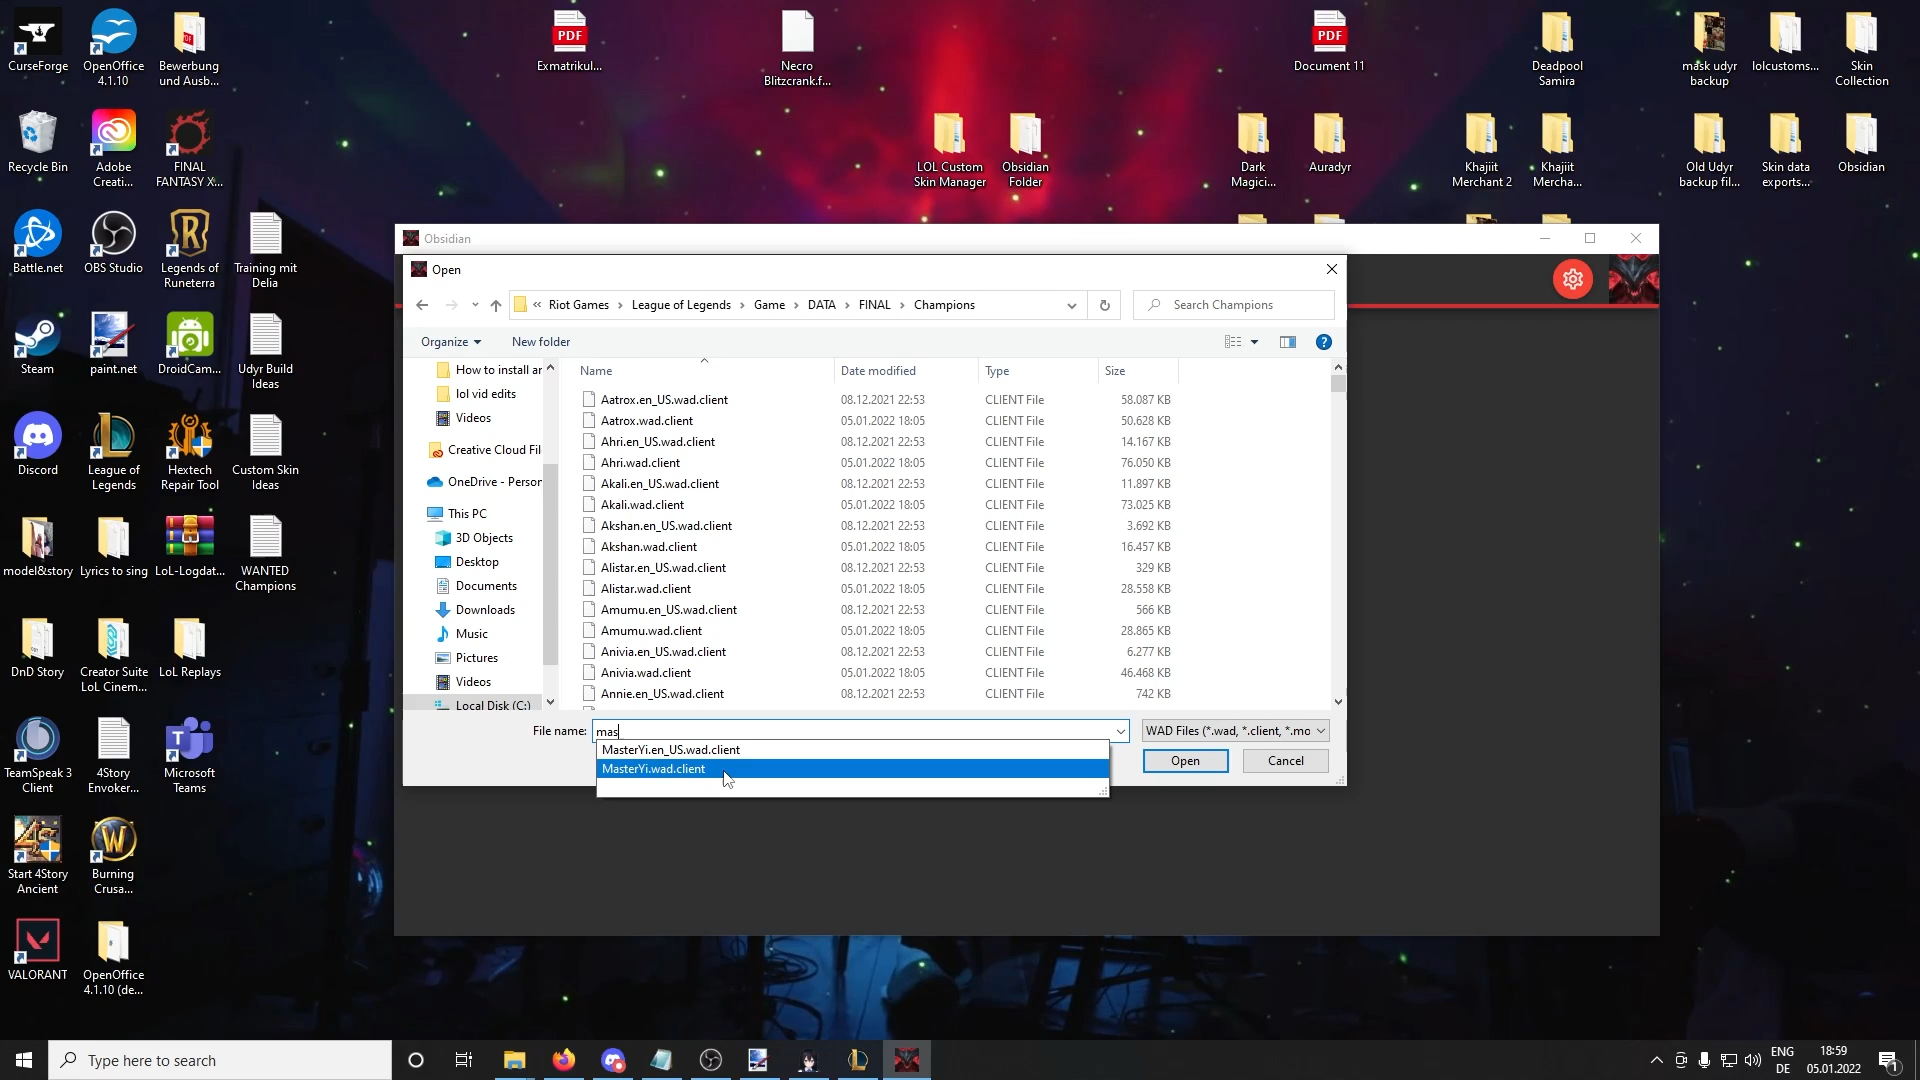 CurseForge
OpenOffice
4.1.10
Bewerbung
und Ausb...
PDF
Exmatrikul...
Necro
Blitzcrank.f...
PDF
Document 11
Deadpool
Samira
mask udyr
backup
lolcustoms...
Skin
Collection
Recycle Bin
Adobe
Creati...
FINAL
FANTASY X...
LOL Custom
Skin Manager
Obsidian
Folder
Dark
Magici...
Auradyr
Khajiit
Merchant 2
Khajiit
Mercha...
Old Udyr
backup fil...
Skin data
exports...
Obsidian
Battle.net
OBS Studio
Legends of
Runeterra
Training mit
Delia
Steam
paint.net
DroidCam...
Udyr Build
Ideas
Discord
League of
Legends
Hextech
Repair Tool
Custom Skin
Ideas
model&story
Lyrics to sing
LoL-Logdat...
WANTED
Champions
DnD Story
Creator Suite
LoL Cinem...
LoL Replays
TeamSpeak 3
Client
4Story
Envoker...
Microsoft
Teams
Start 4Story
Ancient
Burning
Crusa...
VALORANT
OpenOffice
4.1.10 (de...
Obsidian
Open
« Riot Games › League of Legends › Game › DATA › FINAL › Champions
Search Champions
Organize
New folder
How to install an
lol vid edits
Videos
Creative Cloud Fil
OneDrive - Person
This PC
3D Objects
Desktop
Documents
Downloads
Music
Pictures
Videos
Local Disk (C:)
Name Date modified Type Size
Aatrox.en_US.wad.client 08.12.2021 22:53 CLIENT File 58.087 KB
Aatrox.wad.client 05.01.2022 18:05 CLIENT File 50.628 KB
Ahri.en_US.wad.client 08.12.2021 22:53 CLIENT File 14.167 KB
Ahri.wad.client 05.01.2022 18:05 CLIENT File 76.050 KB
Akali.en_US.wad.client 08.12.2021 22:53 CLIENT File 11.897 KB
Akali.wad.client 05.01.2022 18:05 CLIENT File 73.025 KB
Akshan.en_US.wad.client 08.12.2021 22:53 CLIENT File 3.692 KB
Akshan.wad.client 05.01.2022 18:05 CLIENT File 16.457 KB
Alistar.en_US.wad.client 08.12.2021 22:53 CLIENT File 329 KB
Alistar.wad.client 05.01.2022 18:05 CLIENT File 28.558 KB
Amumu.en_US.wad.client 08.12.2021 22:53 CLIENT File 566 KB
Amumu.wad.client 05.01.2022 18:05 CLIENT File 28.865 KB
Anivia.en_US.wad.client 08.12.2021 22:53 CLIENT File 6.277 KB
Anivia.wad.client 05.01.2022 18:05 CLIENT File 46.468 KB
Annie.en_US.wad.client 08.12.2021 22:53 CLIENT File 742 KB
File name: mas
WAD Files (*.wad, *.client, *.mo
MasterYi.en_US.wad.client
MasterYi.wad.client
Open
Cancel
Type here to search
ENG
DE
18:59
05.01.2022
1